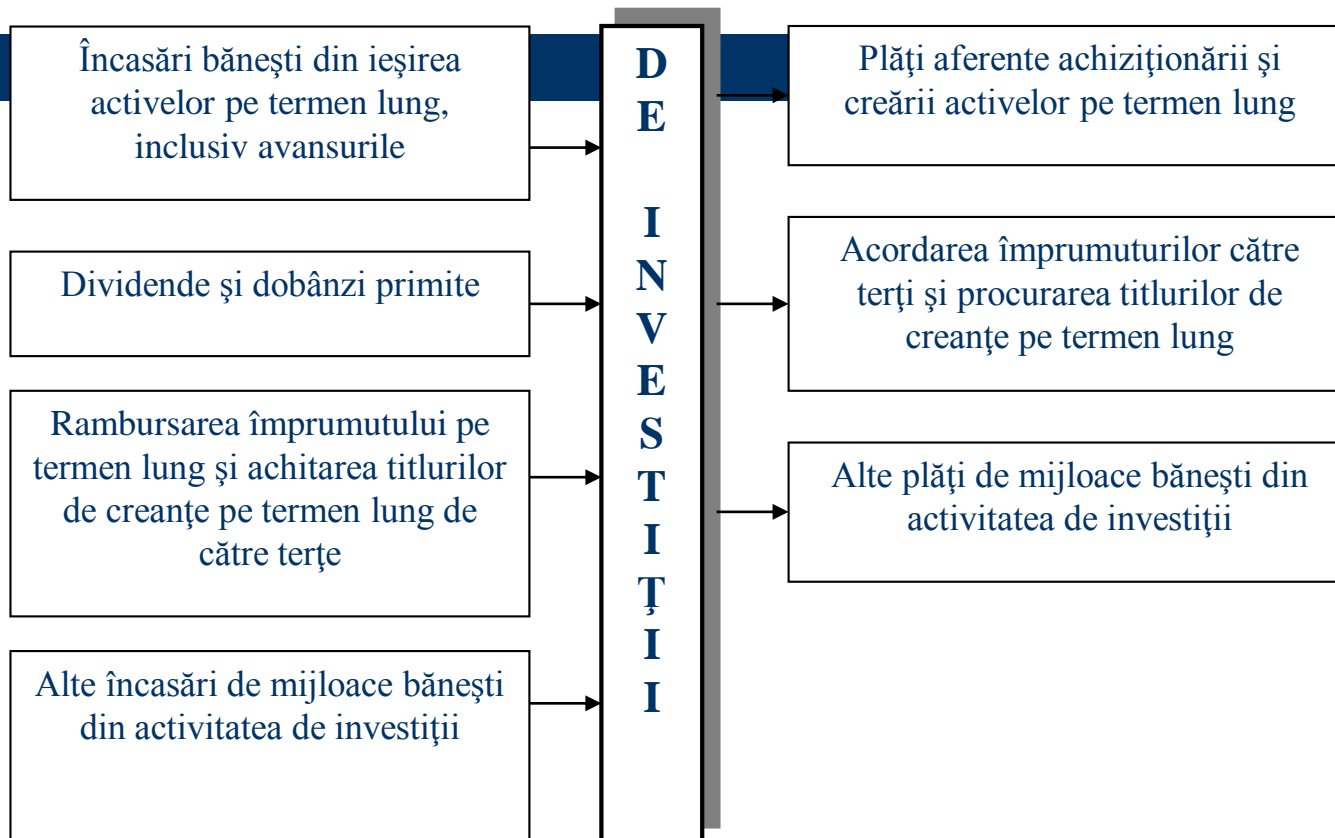 Încasări băneşti din ieşirea
activelor pe termen lung,
inclusiv avansurile
Dividende şi dobânzi primite
Rambursarea împrumutului pe
termen lung şi achitarea titlurilor
de creanţe pe termen lung de
către terţe
Alte încasări de mijloace băneşti
din activitatea de investiţii
DE INVESTIŢII
Plăţi aferente achiziţionării şi
creării activelor pe termen lung
Acordarea împrumuturilor către
terţi şi procurarea titlurilor de
creanţe pe termen lung
Alte plăţi de mijloace băneşti din
activitatea de investiţii